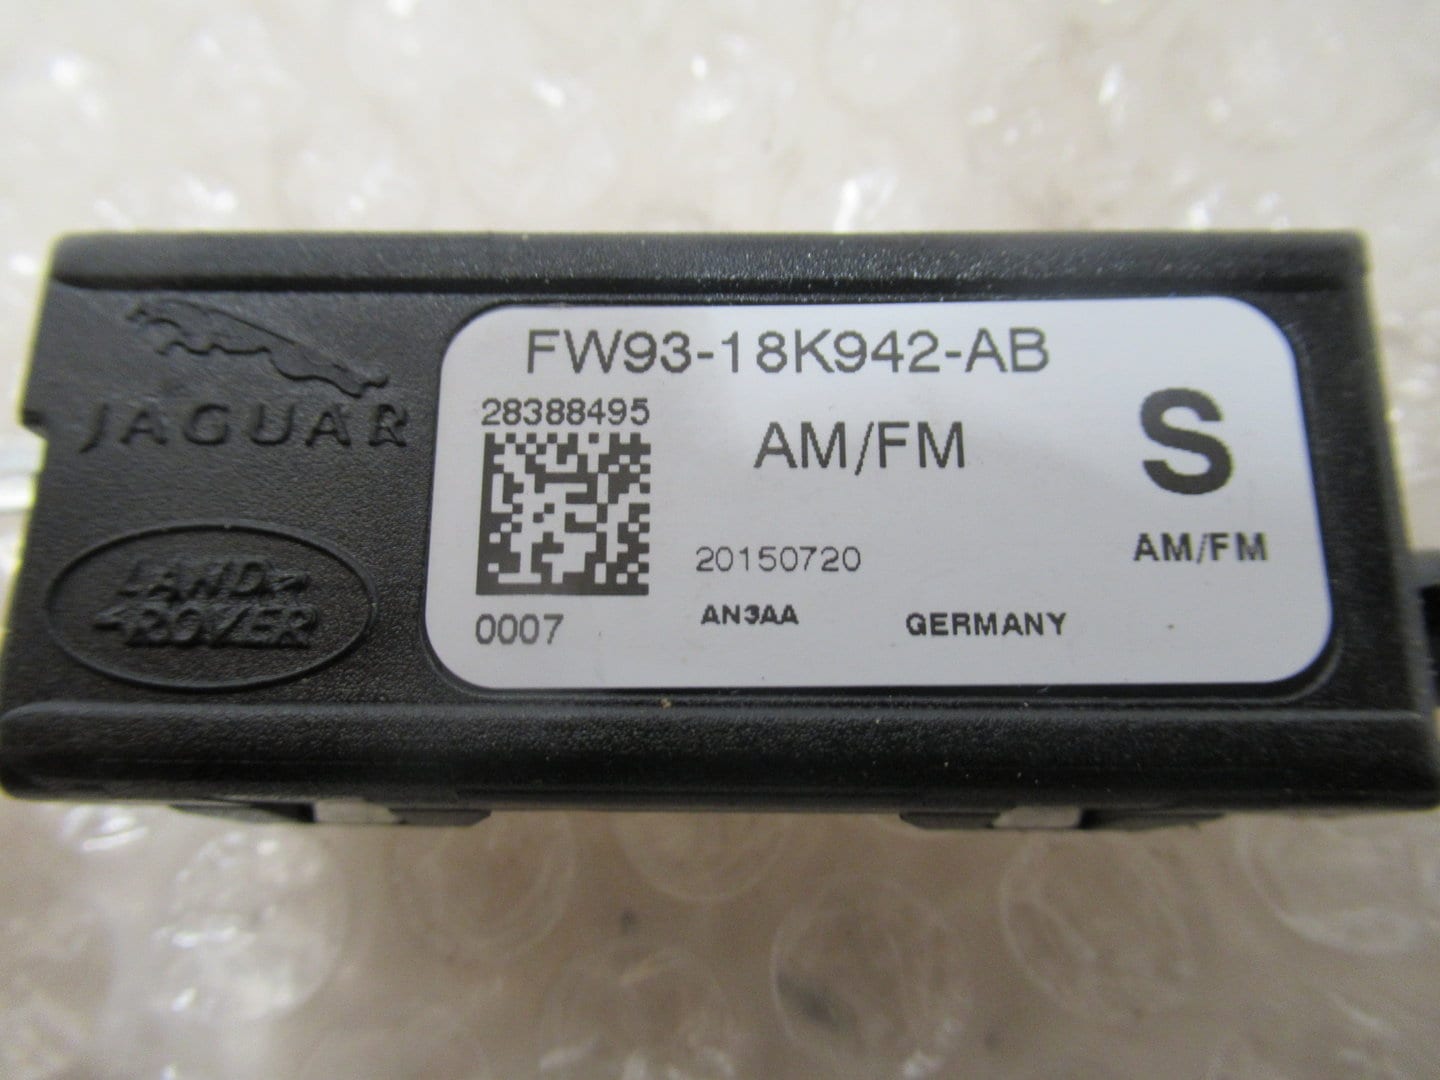 JAGUAR
LAND
ROVER
FW93-18K942-AB
28388495
AM/FM
S
AM/FM
20150720
AN3AA
GERMANY
0007